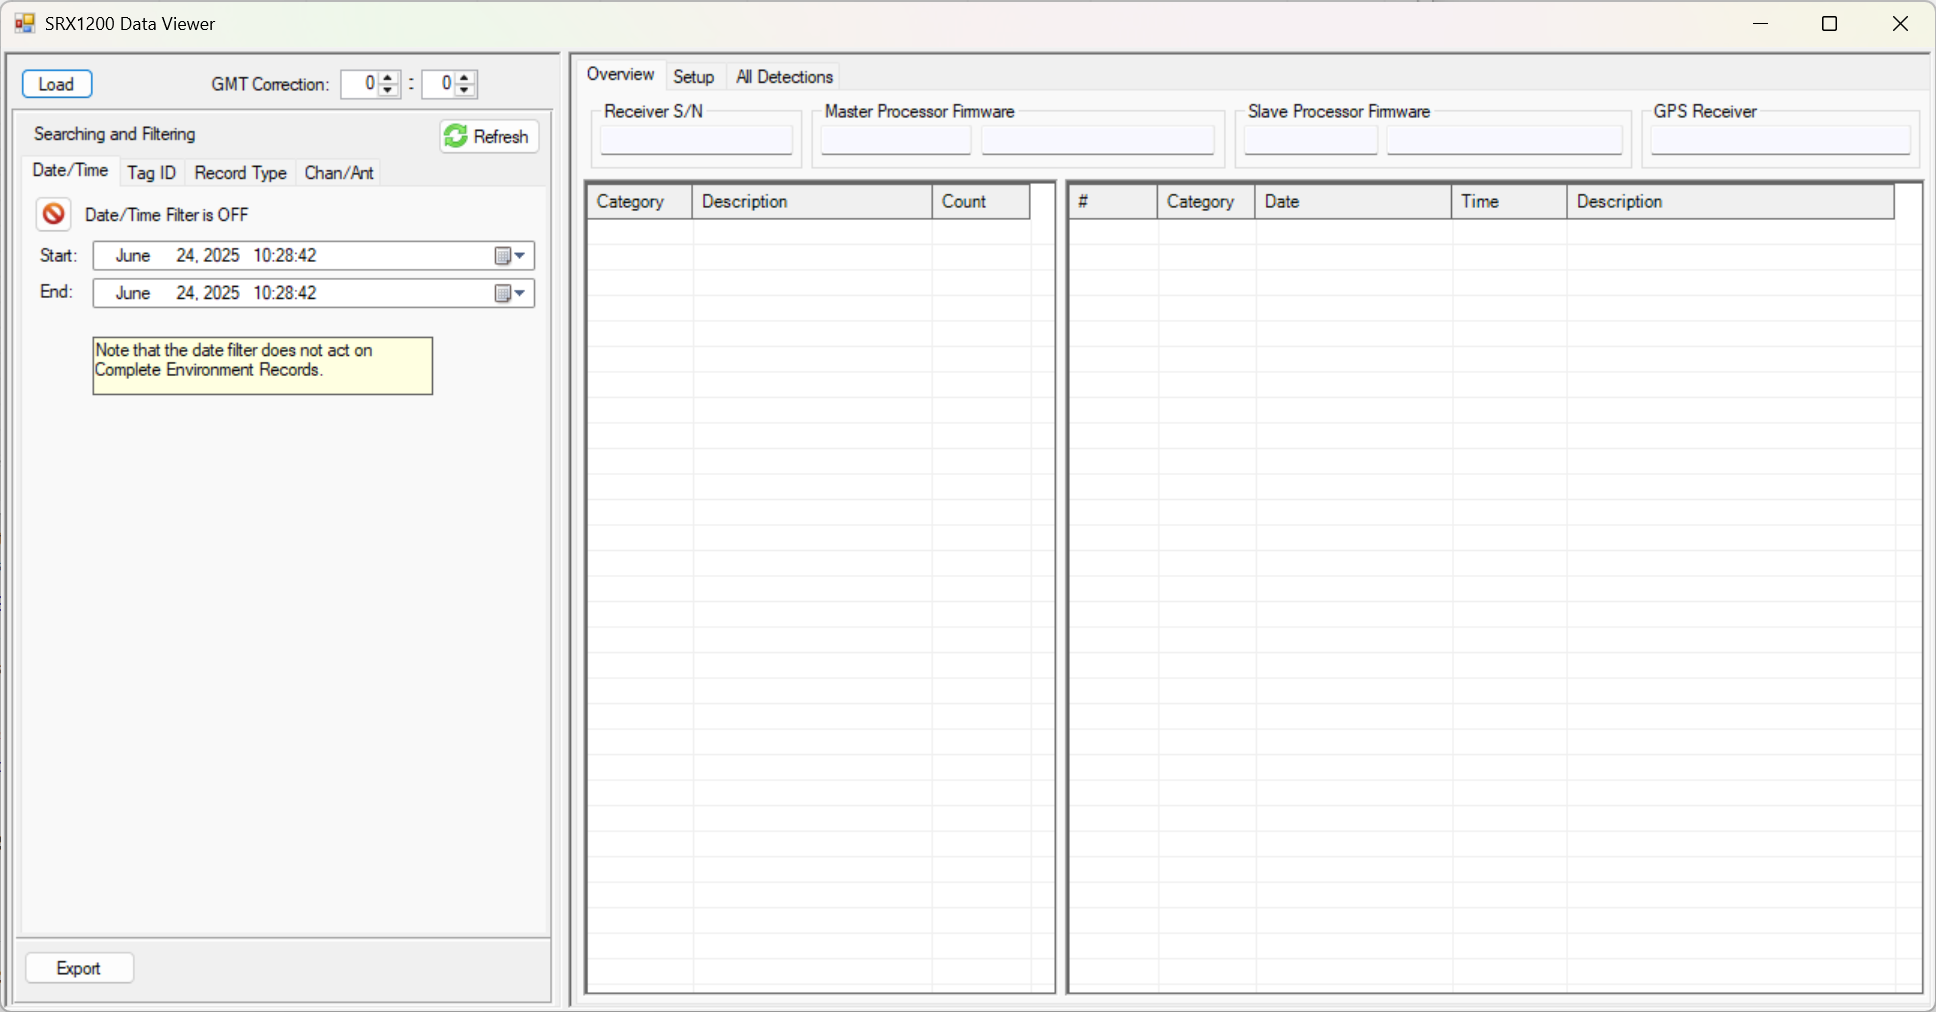 SRX1200 Data Viewer
Load
GMT Correction: 0 : 0
Searching and Filtering
Refresh
Date/Time Tag ID Record Type Chan/Ant
Date/Time Filter is OFF
Start: June 24, 2025 10:28:42
End: June 24, 2025 10:28:42
Note that the date filter does not act on
Complete Environment Records.
Export
Overview Setup All Detections
Receiver S/N Master Processor Firmware Slave Processor Firmware GPS Receiver
Category Description Count
# Category Date Time Description